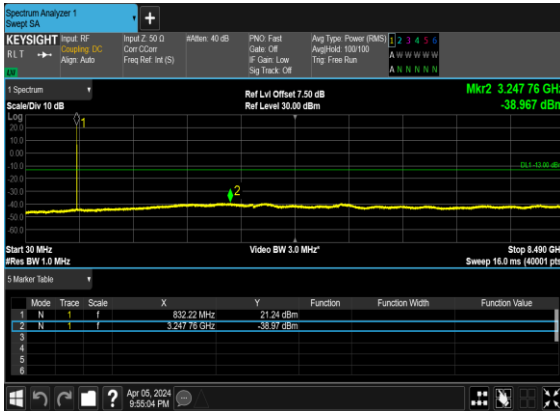 Spectrum Analyzer 1
Swept SA
+
KEYSIGHT Input: RF Input Z: 50 Ω #Atten: 40 dB PNO: Fast Avg Type: Power (RMS) 1 2 3 4 5 6
RLT Coupling: DC Corr CCorr Gate: Off Avg|Hold: 100/100 A W W W W W
Align: Auto Freq Ref: Int (S) IF Gain: Low Trig: Free Run
Sig Track: Off A N N N N N
1 Spectrum Ref Lvl Offset 7.50 dB Mkr2 3.247 76 GHz
Scale/Div 10 dB Ref Level 30.00 dBm -38.967 dBm
Log
20.0
10.0
0.00
-10.0
-20.0
-30.0
-40.0
-50.0
-60.0
1
2
DL1 -13.00 dBm
Start 30 MHz Video BW 3.0 MHz* Stop 8.490 GHz
#Res BW 1.0 MHz Sweep 16.0 ms (40001 pts
5 Marker Table
Mode Trace Scale X Y Function Function Width Function Value
1 N 1 f 832.22 MHz 21.24 dBm
2 N 1 f 3.247 76 GHz -38.97 dBm
3
4
5
6
? Apr 05, 2024
9:55:04 PM